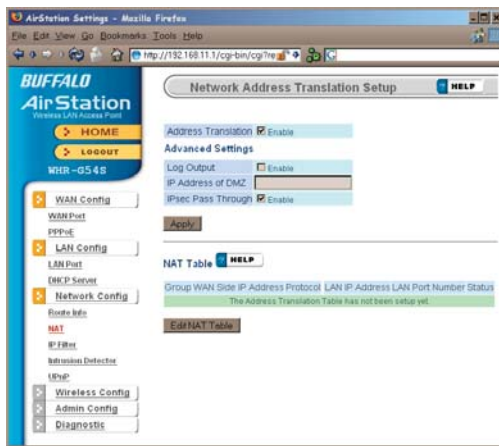 AirStation Settings - Mozilla Firefox
File Edit View Go Bookmarks Tools Help
http://192.168.11.1/cgi-bin/cgi?re
BUFFALO
AirStation
Wireless LAN Access Point
HOME
LOGOUT
WHR-G54S
WAN Config
WAN Port
PPPoE
LAN Config
LAN Port
DHCP Server
Network Config
Route Info
NAT
IP Filter
Intrusion Detector
UPnP
Wireless Config
Admin Config
Diagnostic
Network Address Translation Setup
HELP
Address Translation Enable
Advanced Settings
Log Output Enable
IP Address of DMZ
IPsec Pass Through Enable
Apply
NAT Table HELP
Group WAN Side IP Address Protocol LAN IP Address LAN Port Number Status
The Address Translation Table has not been setup yet.
Edit NAT Table